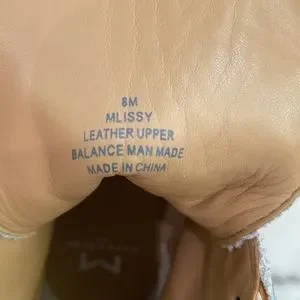 8M
MLISSY
LEATHER UPPER
BALANCE MAN MADE
MADE IN CHINA